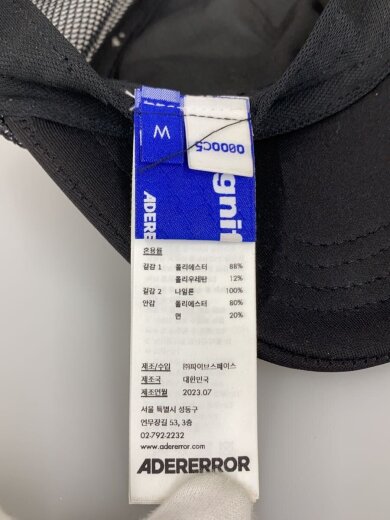 W
Q000C5
ADERE
gnif
혼용률
겉감 1 폴리에스터 88%
폴리우레탄 12%
겉감 2 나일론 100%
안감 폴리에스터 80%
면 20%
제조/수입 ㈜파이브스페이스
제조국 대한민국
제조연월 2023.07
서울 특별시 성동구
연무장길 53, 3층
02-792-2232
www.adererror.com
ADERERROR